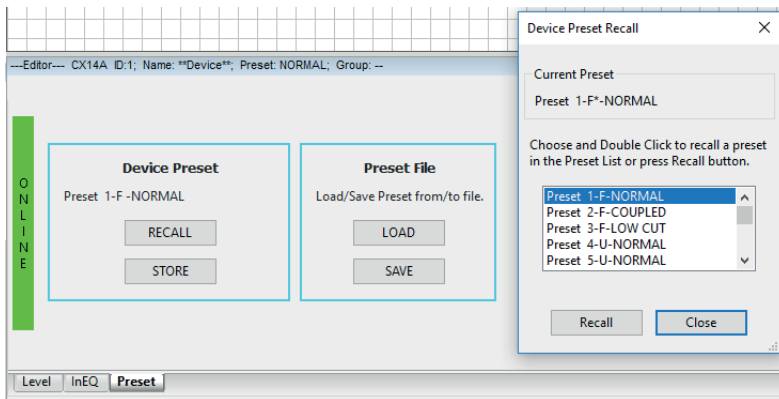 ---Editor--- CX14A ID:1; Name: **Device**; Preset: NORMAL; Group: --
ONLINE
Device Preset
Preset 1-F -NORMAL
RECALL
STORE
Preset File
Load/Save Preset from/to file.
LOAD
SAVE
Level InEQ Preset
Device Preset Recall
Current Preset
Preset 1-F*-NORMAL
Choose and Double Click to recall a preset
in the Preset List or press Recall button.
Preset 1-F-NORMAL
Preset 2-F-COUPLED
Preset 3-F-LOW CUT
Preset 4-U-NORMAL
Preset 5-U-NORMAL
Recall Close